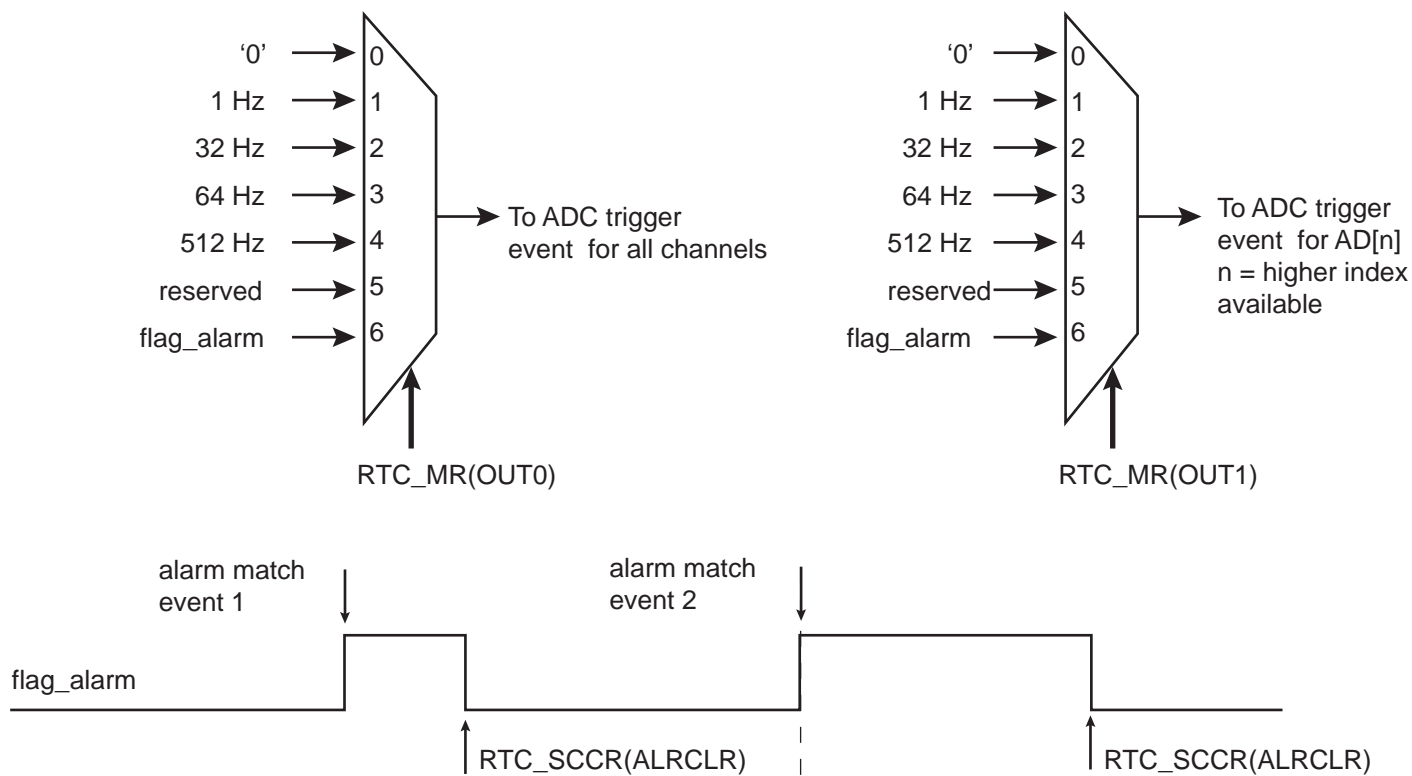 ‘0’
0
1 Hz
1
32 Hz
2
64 Hz
3
512 Hz
4
reserved
5
flag_alarm
6
To ADC trigger
event for all channels
RTC_MR(OUT0)
‘0’
0
1 Hz
1
32 Hz
2
64 Hz
3
512 Hz
4
reserved
5
flag_alarm
6
To ADC trigger
event for AD[n]
n = higher index
available
RTC_MR(OUT1)
alarm match
event 1
alarm match
event 2
flag_alarm
RTC_SCCR(ALRCLR)
RTC_SCCR(ALRCLR)